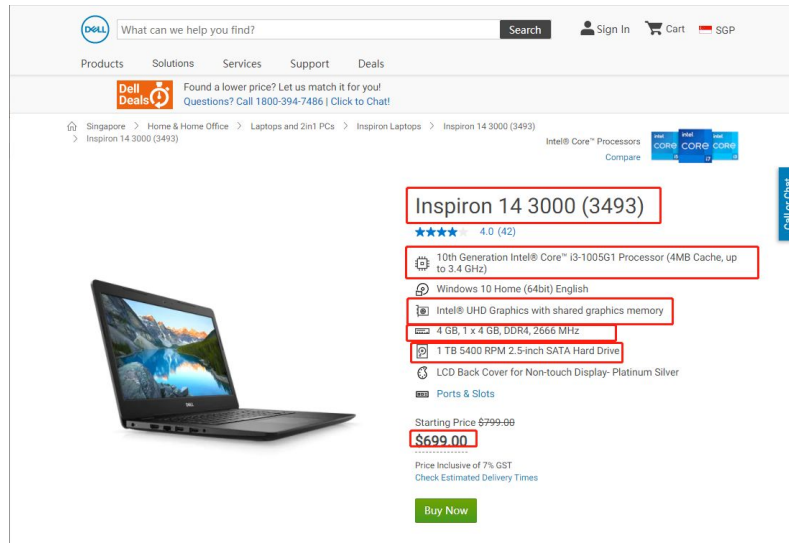 DELL
What can we help you find?
Search
Sign In
Cart
SGP
Products Solutions Services Support Deals
Dell
Deals
Found a lower price? Let us match it for you!
Questions? Call 1800-394-7486 | Click to Chat!
Singapore > Home & Home Office > Laptops and 2in1 PCs > Inspiron Laptops > Inspiron 14 3000 (3493)
> Inspiron 14 3000 (3493)
Intel® Core™ Processors
Compare
intel intel intel
CORE CORE CORE
i7
Call or Chat
Inspiron 14 3000 (3493)
4.0 (42)
10th Generation Intel® Core™ i3-1005G1 Processor (4MB Cache, up
to 3.4 GHz)
Windows 10 Home (64bit) English
Intel® UHD Graphics with shared graphics memory
4 GB, 1 x 4 GB, DDR4, 2666 MHz
1 TB 5400 RPM 2.5-inch SATA Hard Drive
LCD Back Cover for Non-touch Display- Platinum Silver
Ports & Slots
Starting Price $799.00
$699.00
Price Inclusive of 7% GST
Check Estimated Delivery Times
Buy Now